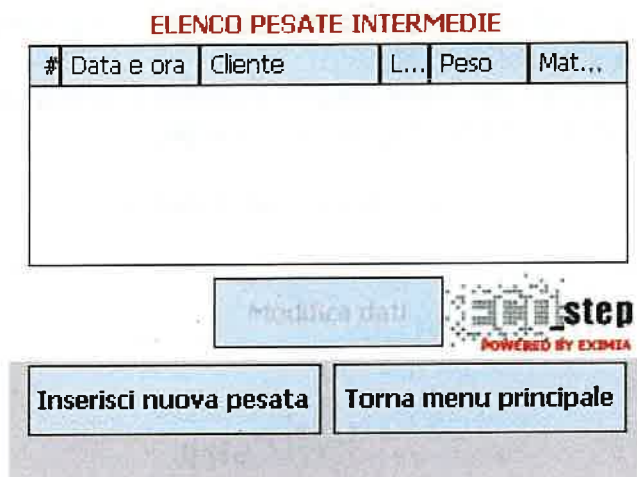 ELENCO PESATE INTERMEDIE
# Data e ora Cliente L... Peso Mat...
Modifica dati
ECO_step
POWERED BY EXIMIA
Inserisci nuova pesata Torna menu principale